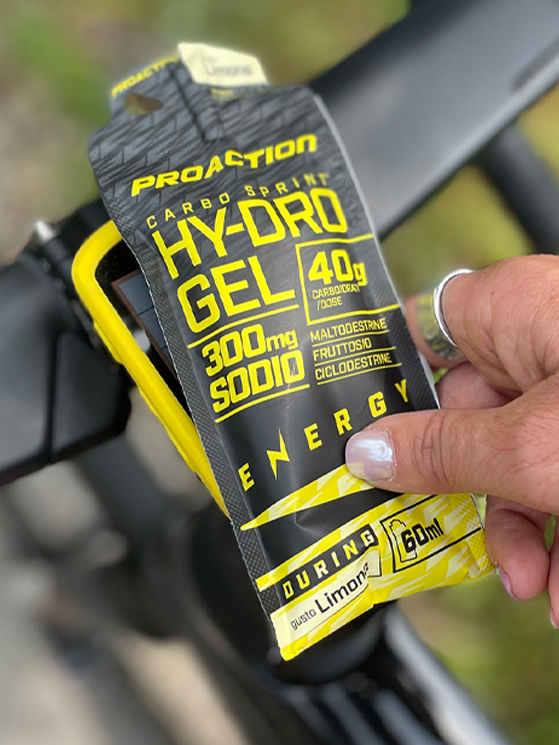 PROACTION
Limone
PROACTION
CARBO SPRINT
HY-DRO
GEL
40g
CARBOIDRATI
/DOSE
300mg
SODIO
MALTODESTRINE
FRUTTOSIO
CICLODESTRINE
ENERGY
DURING
60ml
gusto Limone